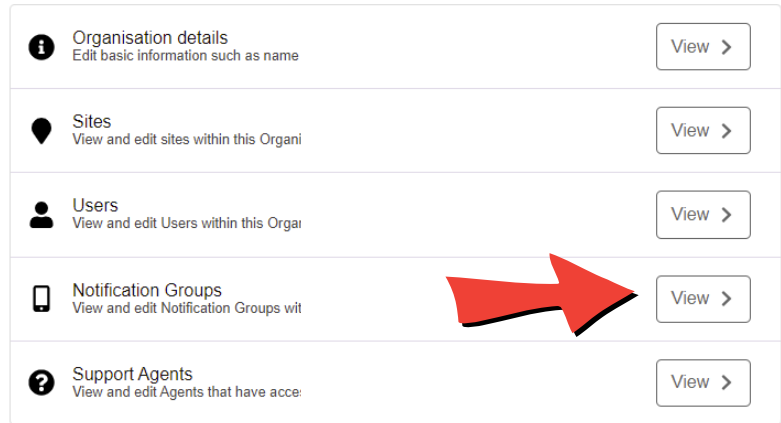 Organisation details
Edit basic information such as name
View
Sites
View and edit sites within this Organi
View
Users
View and edit Users within this Orga
View
Notification Groups
View and edit Notification Groups wit
View
Support Agents
View and edit Agents that have acce
View